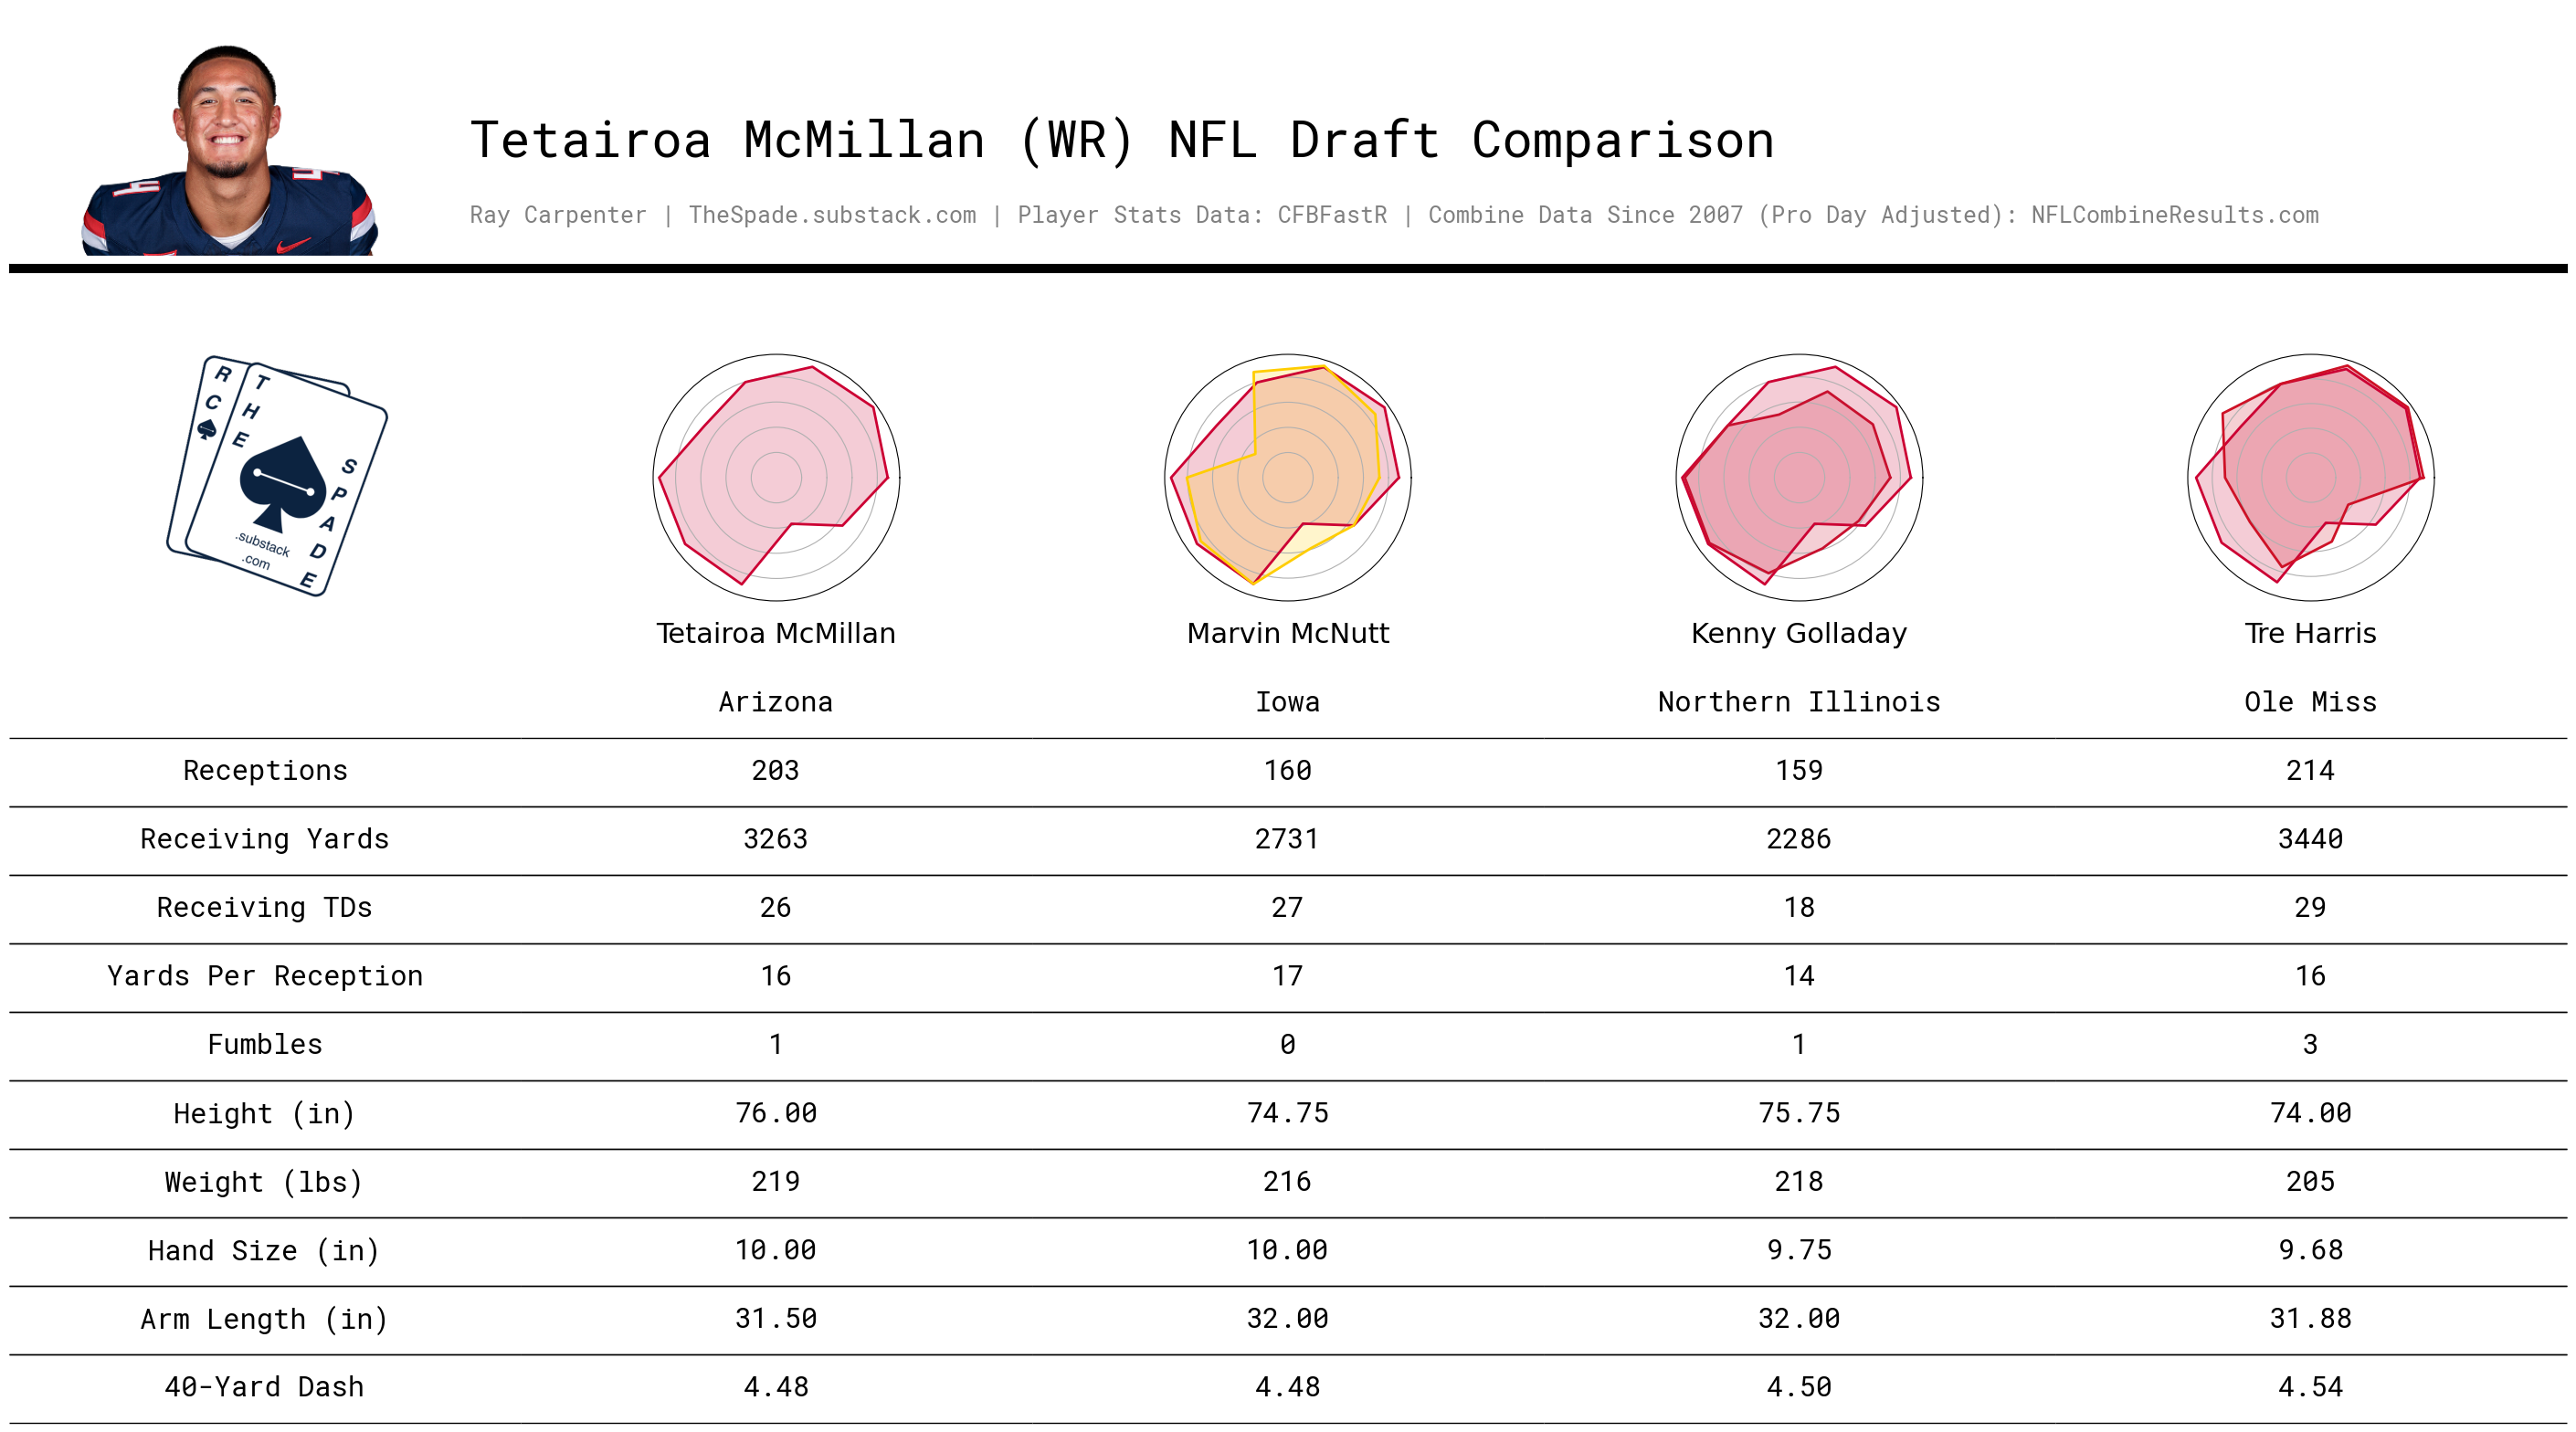 Tetairoa McMillan (WR) NFL Draft Comparison
Ray Carpenter | TheSpade.substack.com | Player Stats Data: CFBFastR | Combine Data Since 2007 (Pro Day Adjusted): NFLCombineResults.com
4 4
RC
THE
SPADE
.substack
.com
Tetairoa McMillan Marvin McNutt Kenny Golladay Tre Harris
Arizona Iowa Northern Illinois Ole Miss
Receptions 203 160 159 214
Receiving Yards 3263 2731 2286 3440
Receiving TDs 26 27 18 29
Yards Per Reception 16 17 14 16
Fumbles 1 0 1 3
Height (in) 76.00 74.75 75.75 74.00
Weight (lbs) 219 216 218 205
Hand Size (in) 10.00 10.00 9.75 9.68
Arm Length (in) 31.50 32.00 32.00 31.88
40-Yard Dash 4.48 4.48 4.50 4.54